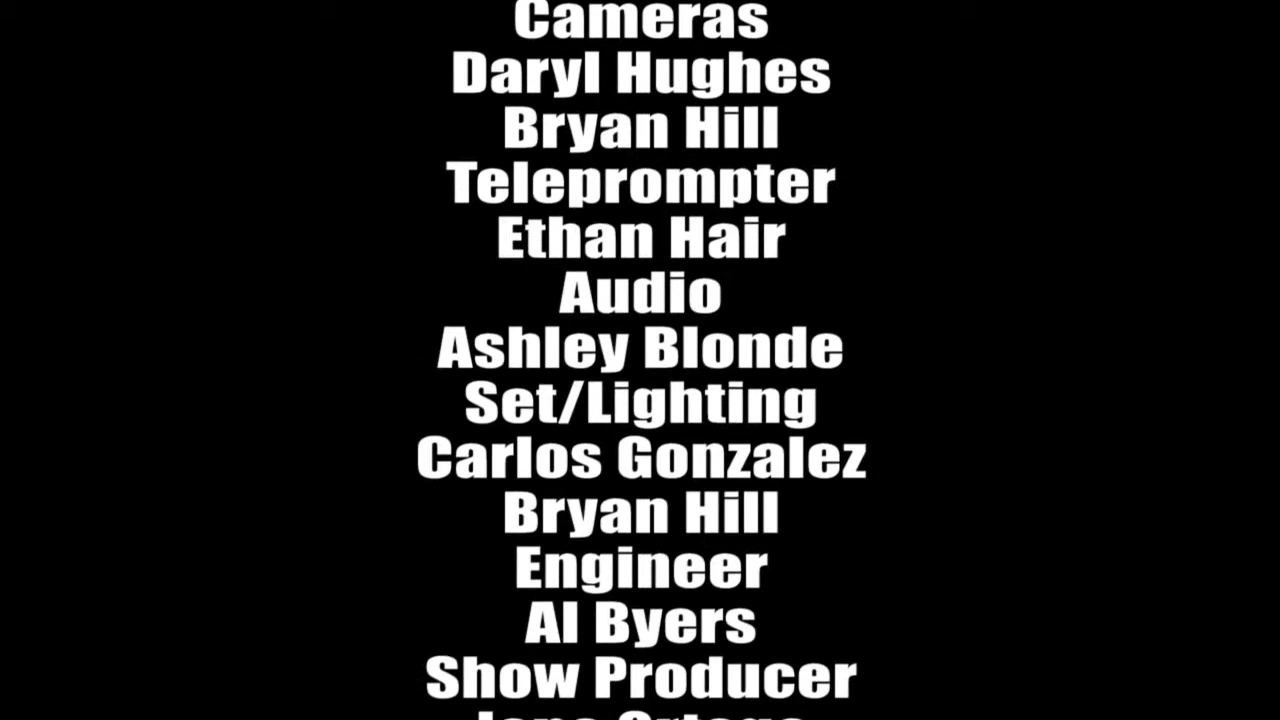 Cameras
Daryl Hughes
Bryan Hill
Teleprompter
Ethan Hair
Audio
Ashley Blonde
Set/Lighting
Carlos Gonzalez
Bryan Hill
Engineer
Al Byers
Show Producer